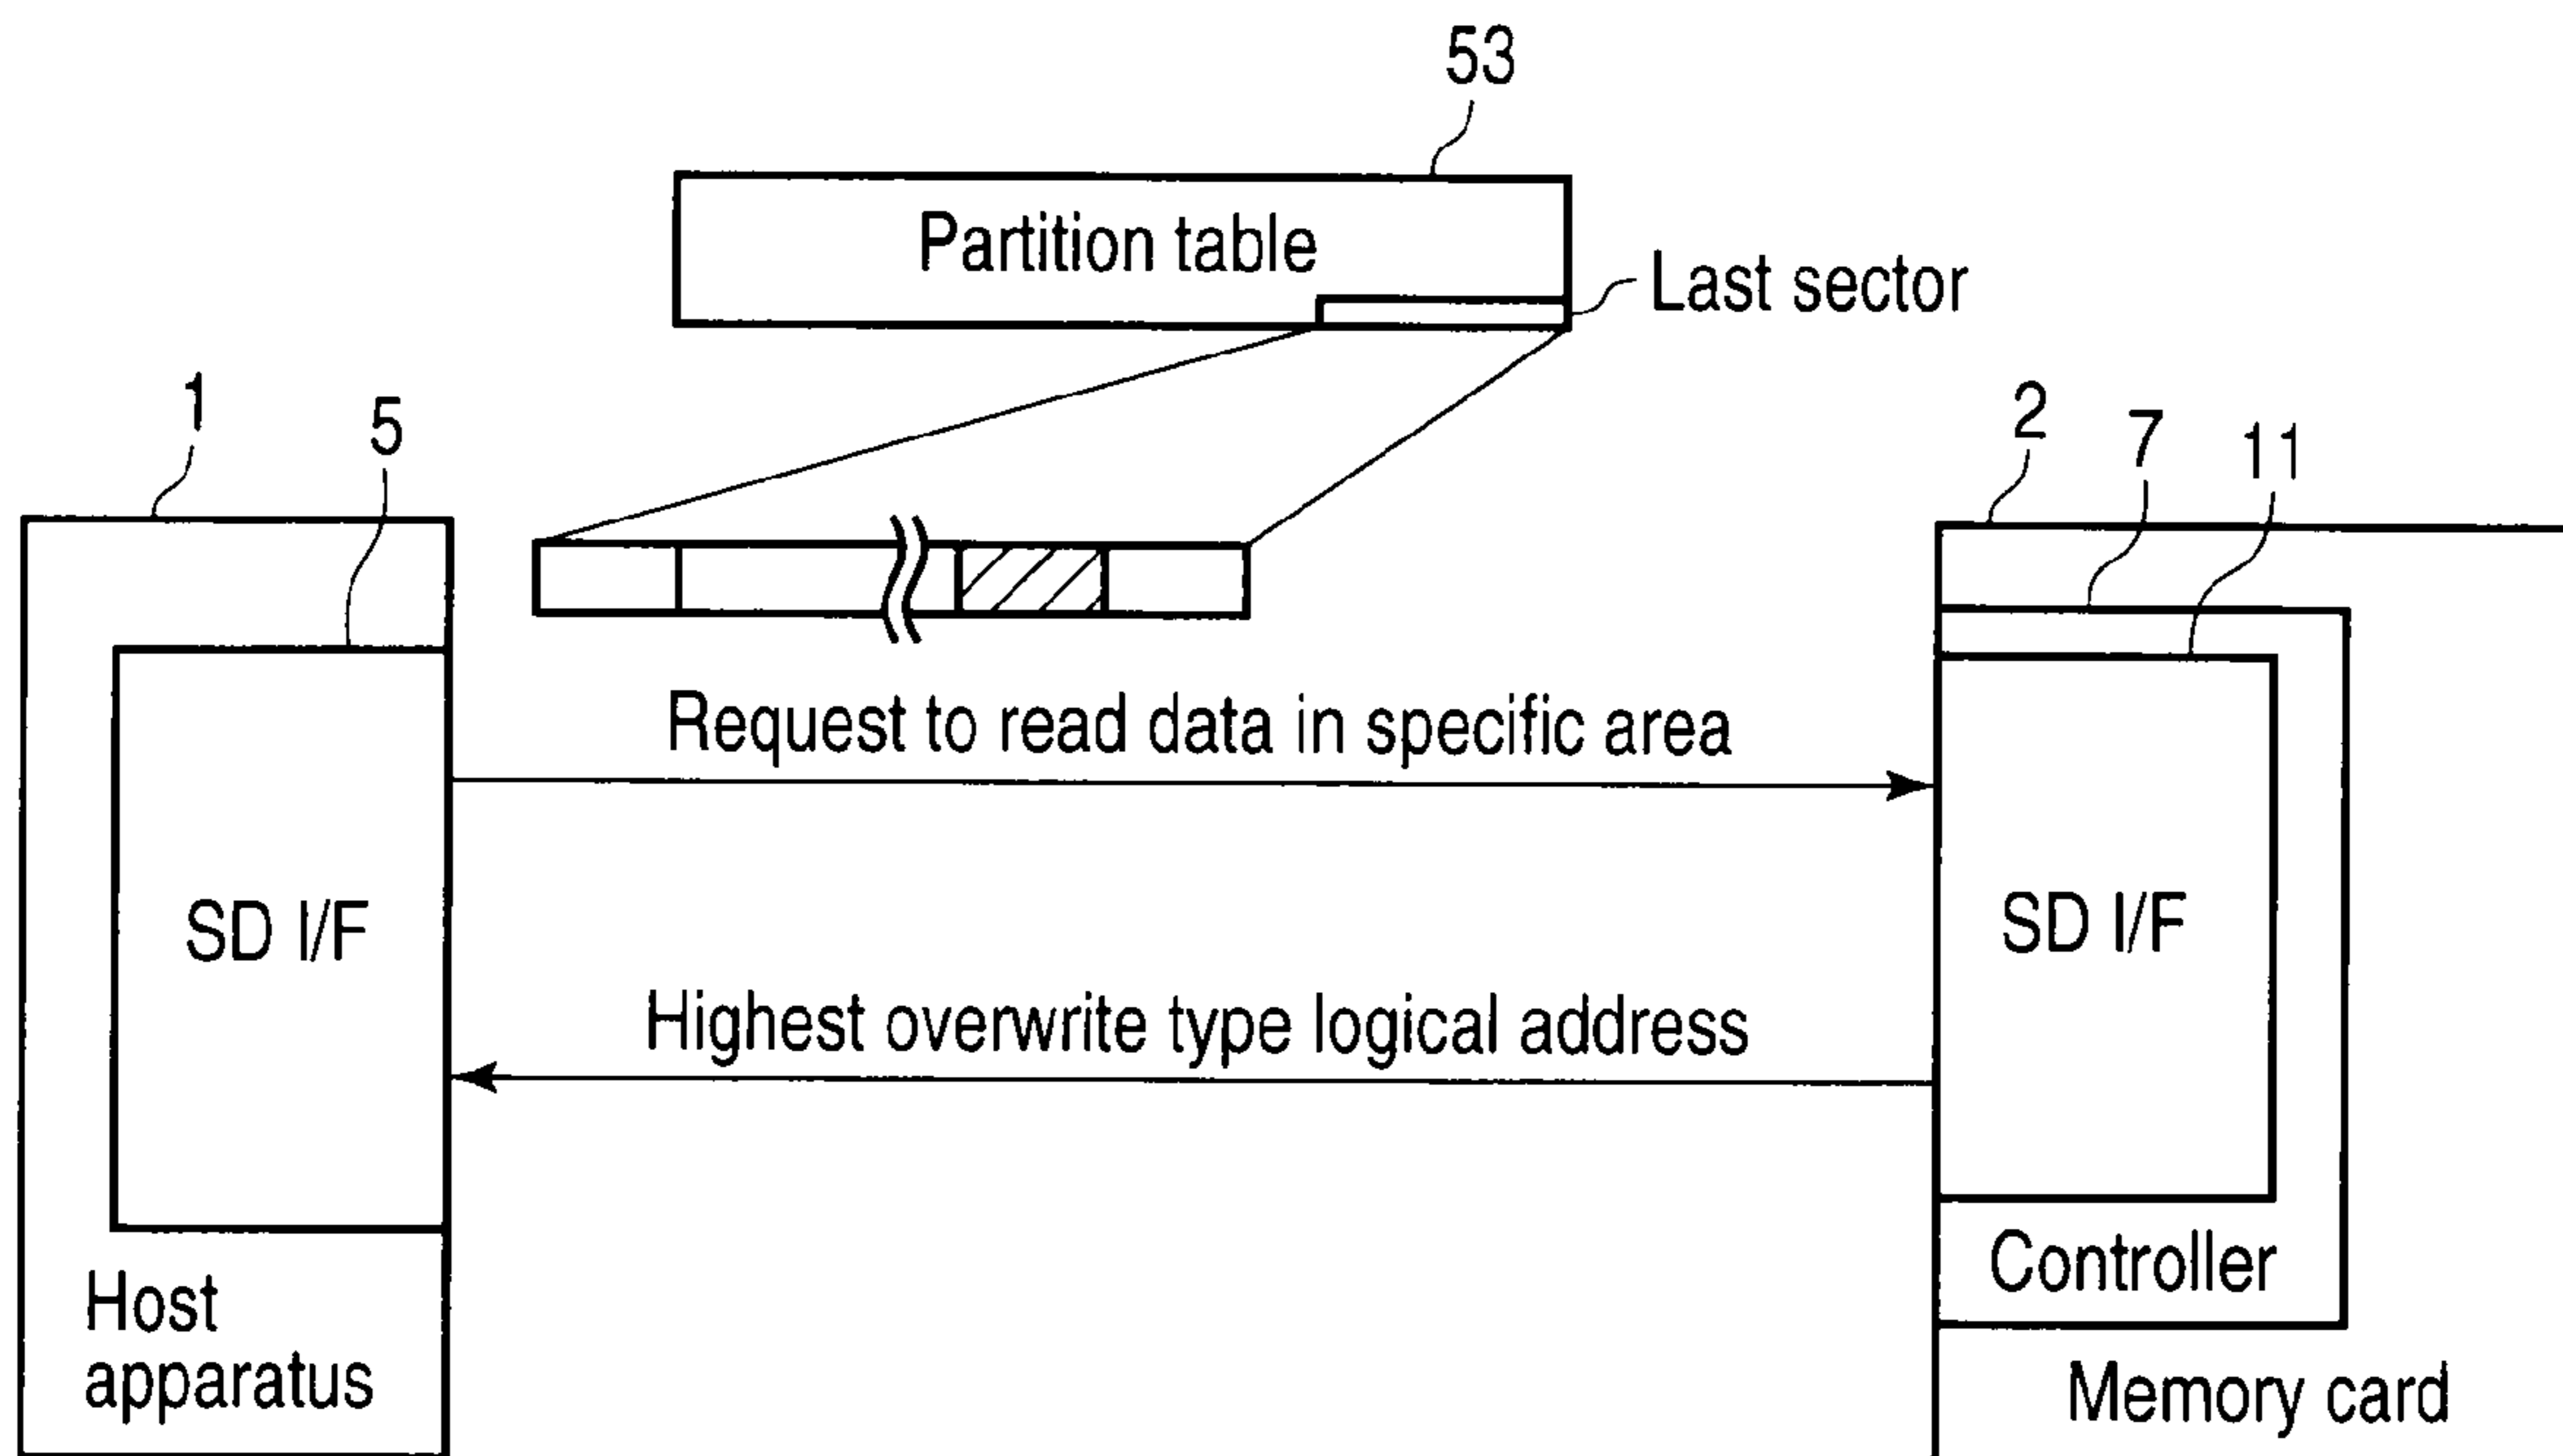 53
Partition table
Last sector
1
5
2
7
11
Request to read data in specific area
SD I/F
SD I/F
Highest overwrite type logical address
Controller
Host
apparatus
Memory card